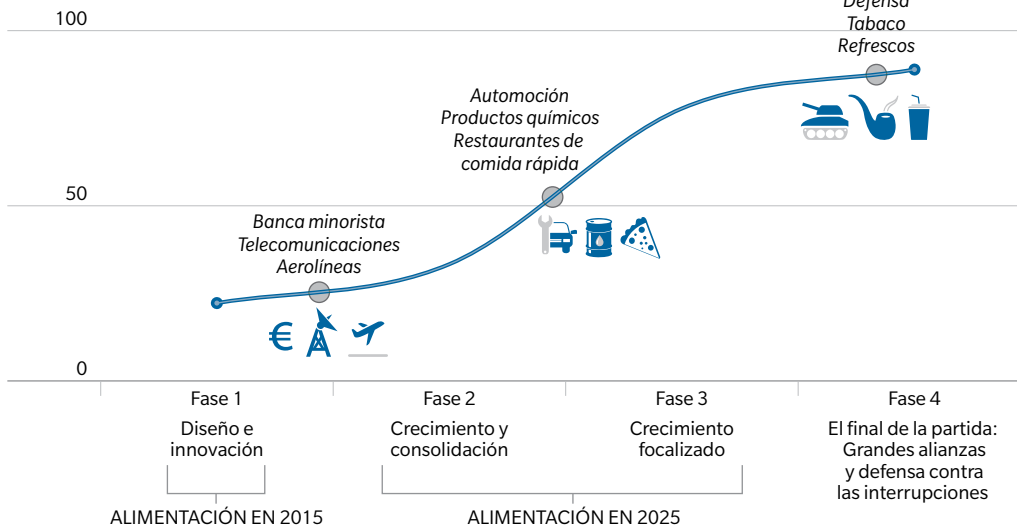 Defensa
Tabaco
Refrescos
100
Automoción
Productos químicos
Restaurantes de
comida rápida
50
Banca minorista
Telecomunicaciones
Aerolíneas
€
0
Fase 1
Diseño e
innovación
Fase 2
Crecimiento y
consolidación
Fase 3
Crecimiento
focalizado
Fase 4
El final de la partida:
Grandes alianzas
y defensa contra
las interrupciones
ALIMENTACIÓN EN 2015
ALIMENTACIÓN EN 2025